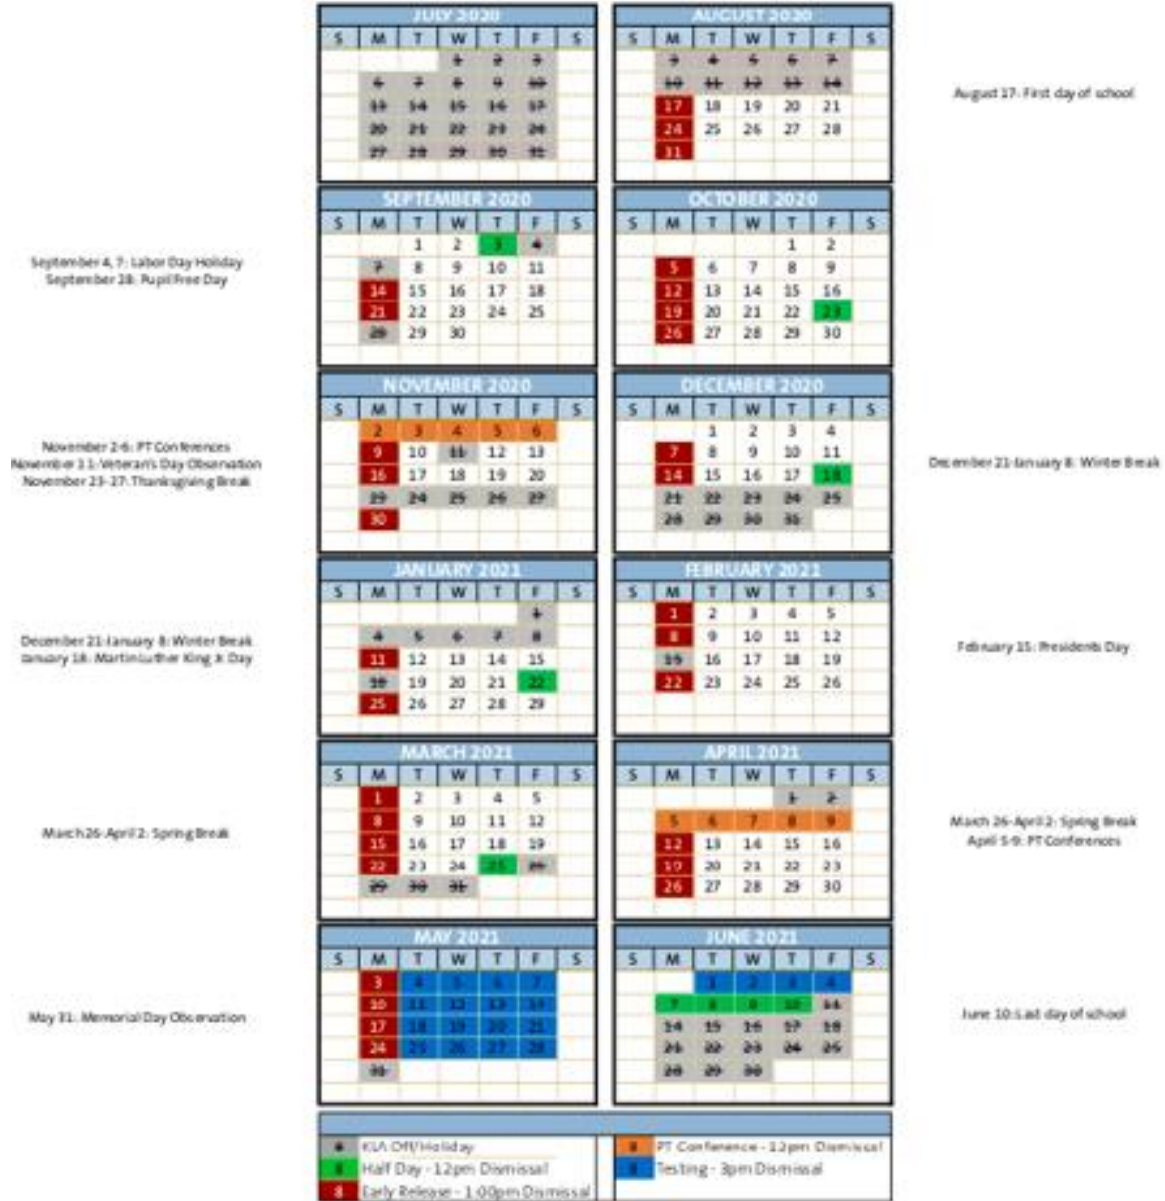 JULY 2020
S M T W T F S
1 2 3
6 7 8 9 10
13 14 15 16 17
20 21 22 23 24
27 28 29 30 31
AUGUST 2020
S M T W T F S
3 4 5 6 7
10 11 12 13 14
17 18 19 20 21
24 25 26 27 28
31
August 17: First day of school
September 4, 7: Labor Day Holiday
September 28: Pupil Free Day
SEPTEMBER 2020
S M T W T F S
1 2 3 4
7 8 9 10 11
14 15 16 17 18
21 22 23 24 25
28 29 30
OCTOBER 2020
S M T W T F S
1 2
5 6 7 8 9
12 13 14 15 16
19 20 21 22 23
26 27 28 29 30
November 2-6: PT Conferences
November 11: Veteran's Day Observation
November 23-27: Thanksgiving Break
NOVEMBER 2020
S M T W T F S
2 3 4 5 6
9 10 11 12 13
16 17 18 19 20
23 24 25 26 27
30
DECEMBER 2020
S M T W T F S
1 2 3 4
7 8 9 10 11
14 15 16 17 18
21 22 23 24 25
28 29 30 31
December 21-January 8: Winter Break
December 21-January 8: Winter Break
January 18: Martin Luther King Jr Day
JANUARY 2021
S M T W T F S
1
4 5 6 7 8
11 12 13 14 15
18 19 20 21 22
25 26 27 28 29
FEBRUARY 2021
S M T W T F S
1 2 3 4 5
8 9 10 11 12
15 16 17 18 19
22 23 24 25 26
February 15: Presidents Day
March 26-April 2: Spring Break
MARCH 2021
S M T W T F S
1 2 3 4 5
8 9 10 11 12
15 16 17 18 19
22 23 24 25 26
29 30 31
APRIL 2021
S M T W T F S
1 2
5 6 7 8 9
12 13 14 15 16
19 20 21 22 23
26 27 28 29 30
March 26-April 2: Spring Break
April 5-9: PT Conferences
May 31: Memorial Day Observation
MAY 2021
S M T W T F S
3 4 5 6 7
10 11 12 13 14
17 18 19 20 21
24 25 26 27 28
31
JUNE 2021
S M T W T F S
1 2 3 4
7 8 9 10 11
14 15 16 17 18
21 22 23 24 25
28 29 30
June 10: Last day of school
KLA Off/Holiday
8 Half Day - 12pm Dismissal
8 Early Release - 1:00pm Dismissal
8 PT Conference - 12pm Dismissal
8 Testing - 3pm Dismissal